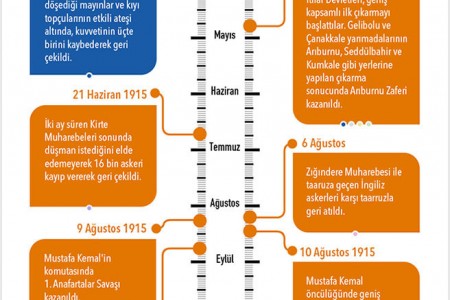 döşediği mayınlar ve kıyı
topçularının etkili ateşi
altında, kuvvetinin üçte
birini kaybederek geri
çekildi.
kapsamlı ilk çıkarmayı
başlattılar. Gelibolu ve
Çanakkale yarımadalarının
Arıburnu, Seddülbahir ve
Kumkale gibi yerlerine
yapılan çıkarma
sonucunda Arıburnu Zaferi
kazanıldı.
Mayıs
Haziran
21 Haziran 1915
İki ay süren Kirte
Muharebeleri sonunda
düşman istediğini elde
edemeyerek 16 bin askeri
kayıp vererek geri çekildi.
Temmuz
6 Ağustos
Zığındere Muharebesi ile
taaruza geçen İngiliz
askerleri karşı taarruzla
geri atıldı.
Ağustos
9 Ağustos 1915
Mustafa Kemal'in
komutasında
1. Anafartalar Savaşı
kazanıldı
Eylül
10 Ağustos 1915
Mustafa Kemal
öncülüğünde geniş